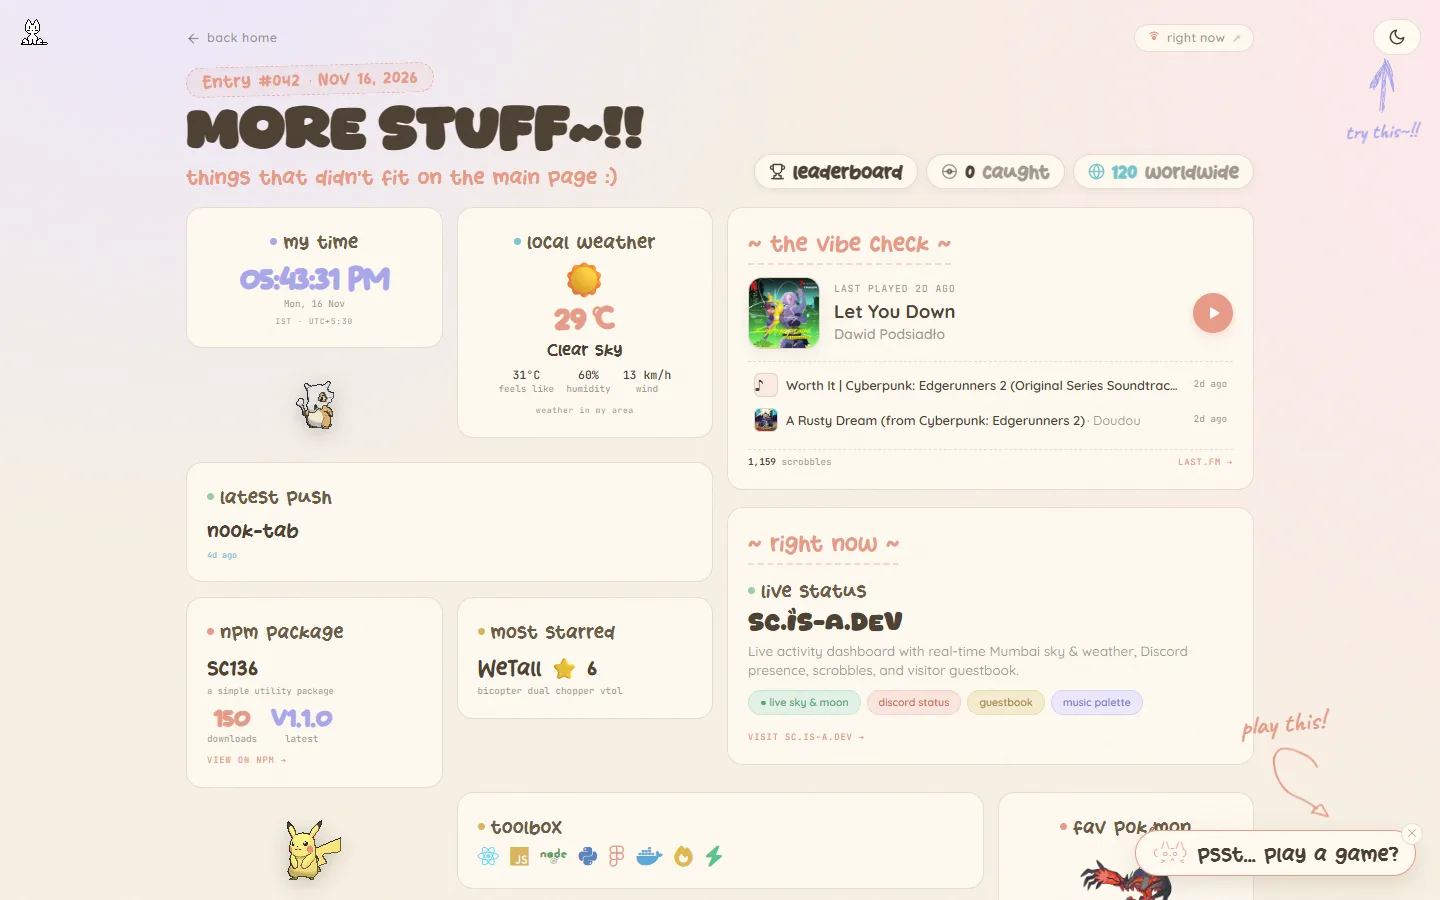 ← back home
right now ↗
Entry #042 · NOV 16, 2026
MORE STUFF~!!
things that didn't fit on the main page :)
try this~!!
leaderboard
0 caught
120 worldwide
my time
05:43:31 PM
Mon, 16 Nov
IST · UTC+5:30
local weather
29°C
Clear sky
31°C 60% 13 km/h
feels like humidity wind
weather in my area
~ the vibe check ~
LAST PLAYED 2D AGO
Let You Down
Dawid Podsiadło
Worth It | Cyberpunk: Edgerunners 2 (Original Series Soundtrac... 2d ago
A Rusty Dream (from Cyberpunk: Edgerunners 2) · Doudou 2d ago
1,159 scrobbles
LAST.FM →
latest push
nook-tab
4d ago
~ right now ~
live status
SC.IS-A.DEV
Live activity dashboard with real-time Mumbai sky & weather, Discord
presence, scrobbles, and visitor guestbook.
live sky & moon
discord status
guestbook
music palette
VISIT SC.IS-A.DEV →
npm package
SC136
a simple utility package
150 V1.1.0
downloads latest
VIEW ON NPM →
most starred
WeTall ⭐ 6
bicopter dual chopper vtol
play this!
toolbox
JS
node
fav pokemon
psst... play a game?